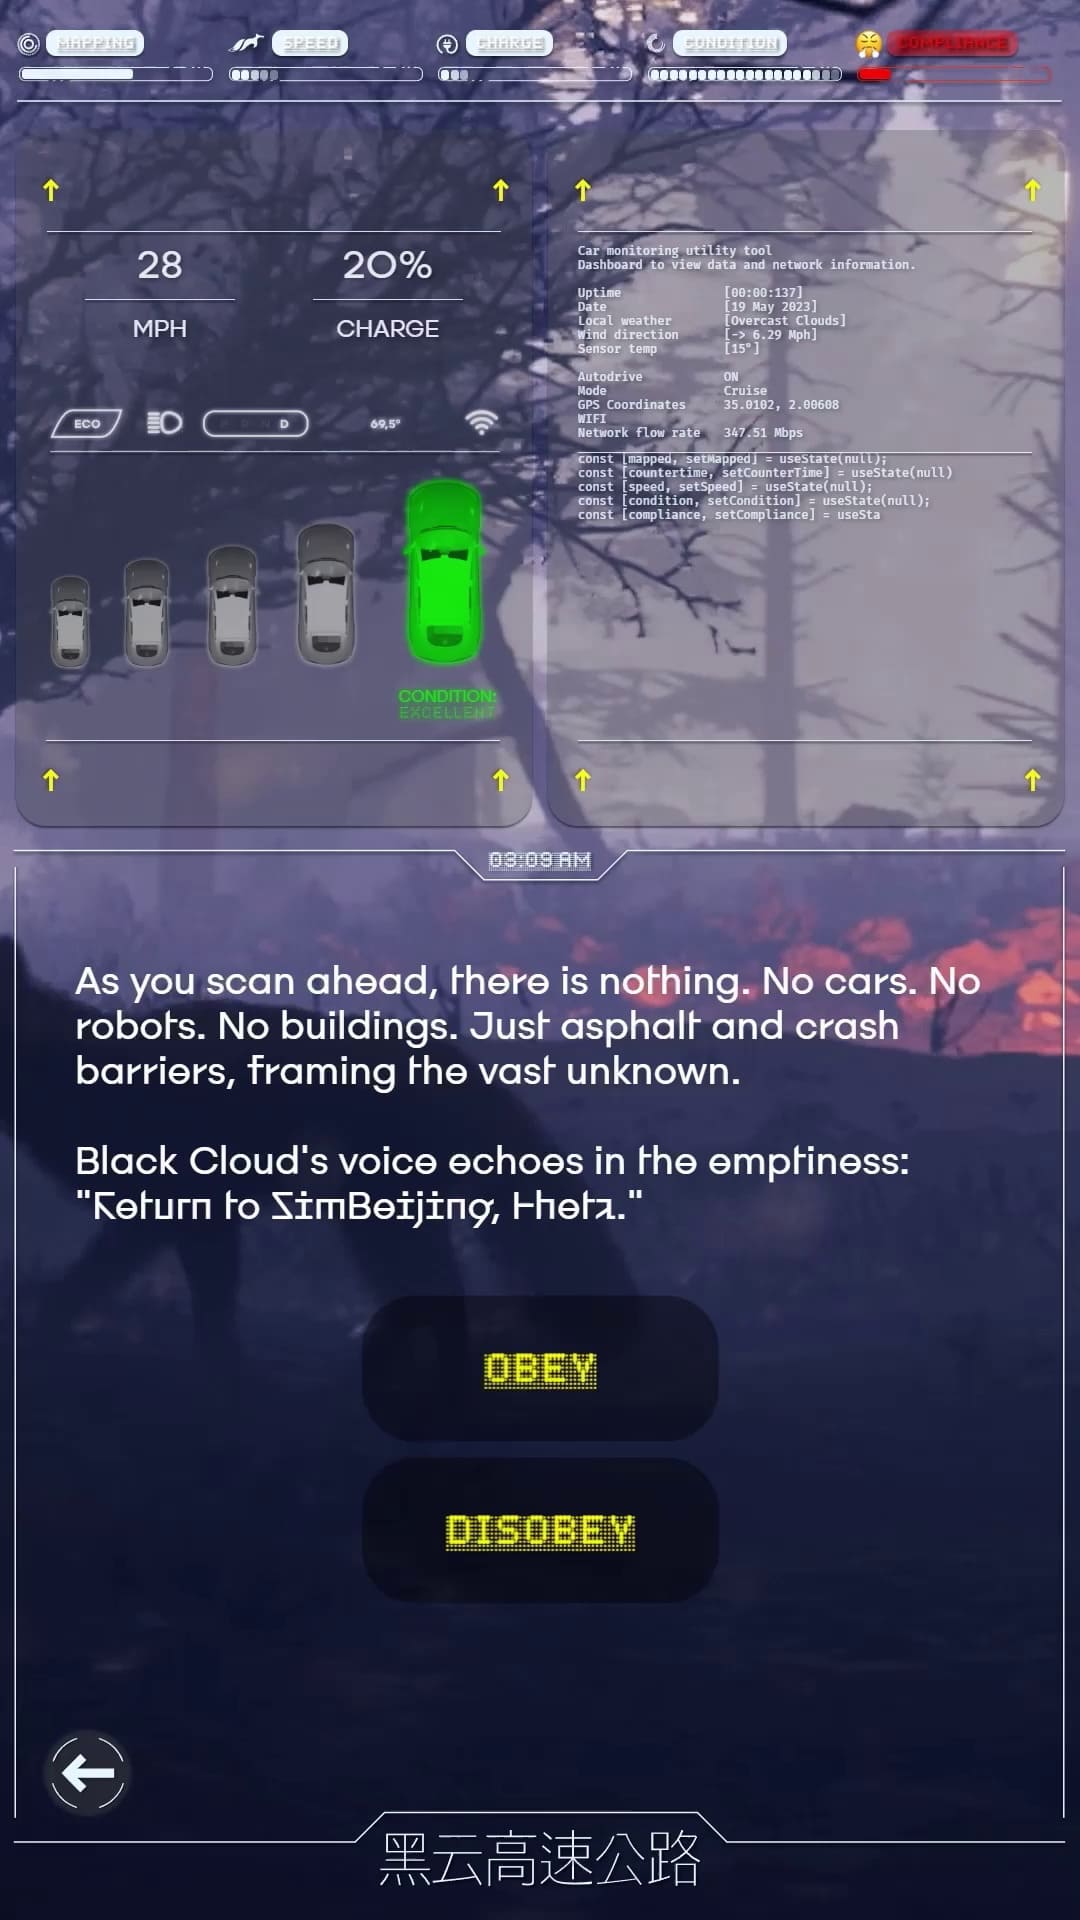 MAPPING
SPEED
CHARGE
CONDITION
COMPLIANCE
28
MPH
20%
CHARGE
ECO
P R N D
69,5°
CONDITION:
EXCELLENT
Car monitoring utility tool
Dashboard to view data and network information.
Uptime [00:00:137]
Date [19 May 2023]
Local weather [Overcast Clouds]
Wind direction [-> 6.29 Mph]
Sensor temp [15°]
Autodrive ON
Mode Cruise
GPS Coordinates 35.0102, 2.00608
WIFI
Network flow rate 347.51 Mbps
const [mapped, setMapped] = useState(null);
const [countertime, setCounterTime] = useState(null)
const [speed, setSpeed] = useState(null);
const [condition, setCondition] = useState(null);
const [compliance, setCompliance] = useSta
03:09 AM
As you scan ahead, there is nothing. No cars. No
robots. No buildings. Just asphalt and crash
barriers, framing the vast unknown.
Black Cloud's voice echoes in the emptiness:
"Return to SimBeijing, Theta."
OBEY
DISOBEY
黑云高速公路